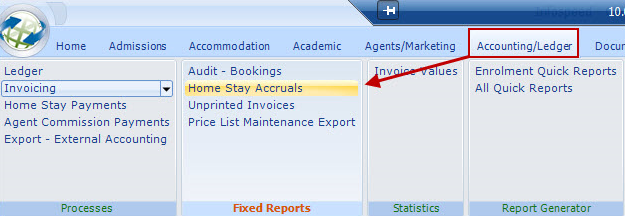 10.
Home Admissions Accommodation Academic Agents/Marketing Accounting/Ledger Docu
Ledger
Invoicing
Home Stay Payments
Agent Commission Payments
Export - External Accounting
Processes
Audit - Bookings
Home Stay Accruals
Unprinted Invoices
Price List Maintenance Export
Fixed Reports
Invoice Values
Statistics
Enrolment Quick Reports
All Quick Reports
Report Generator